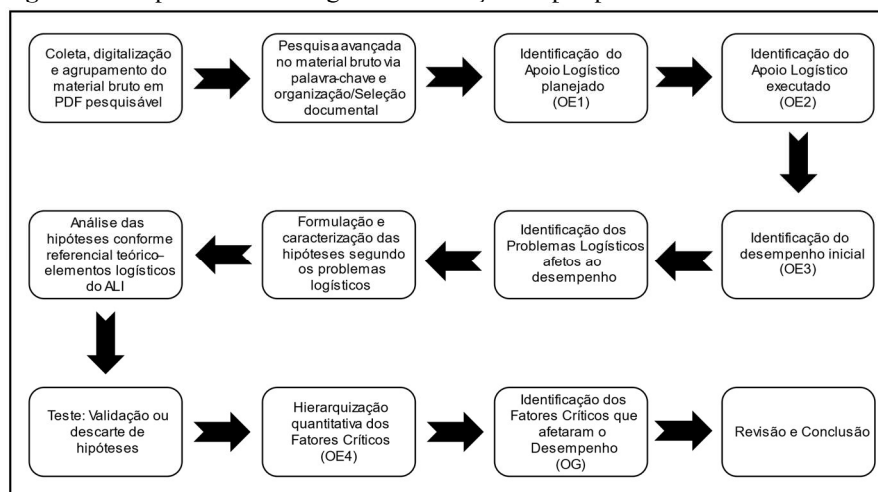 Coleta, digitalização
e agrupamento do
material bruto em
PDF pesquisável
Pesquisa avançada
no material bruto via
palavra-chave e
organização/Seleção
documental
Identificação do
Apoio Logístico
planejado
(OE1)
Identificação do
Apoio Logístico
executado
(OE2)
Identificação do
desempenho inicial
(OE3)
Identificação dos
Problemas Logísticos
afetos ao
desempenho
Formulação e
caracterização das
hipóteses segundo
os problemas
logísticos
Análise das
hipóteses conforme
referencial teórico–
elementos logísticos
do ALI
Teste: Validação ou
descarte de
hipóteses
Hierarquização
quantitativa dos
Fatores Críticos
(OE4)
Identificação dos
Fatores Críticos que
afetaram o
Desempenho
(OG)
Revisão e Conclusão